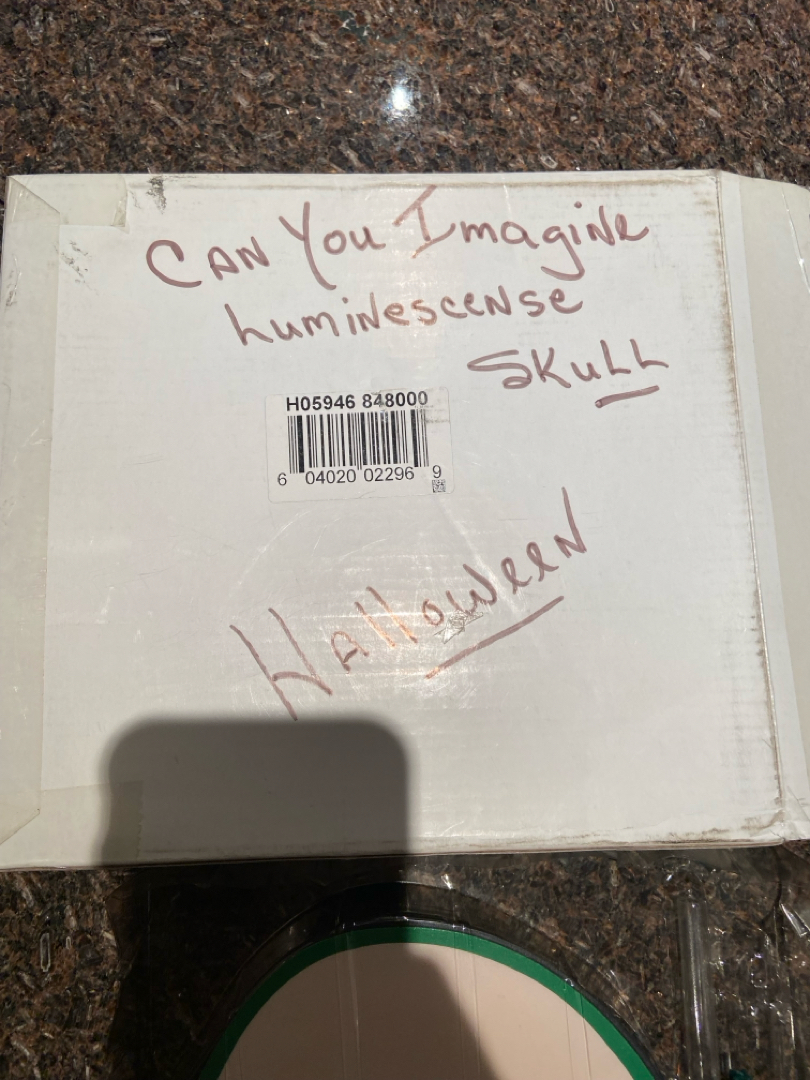 Can You Imagine
Luminescense
Skull
H05946 848000
6 04020 02296 9
Halloween